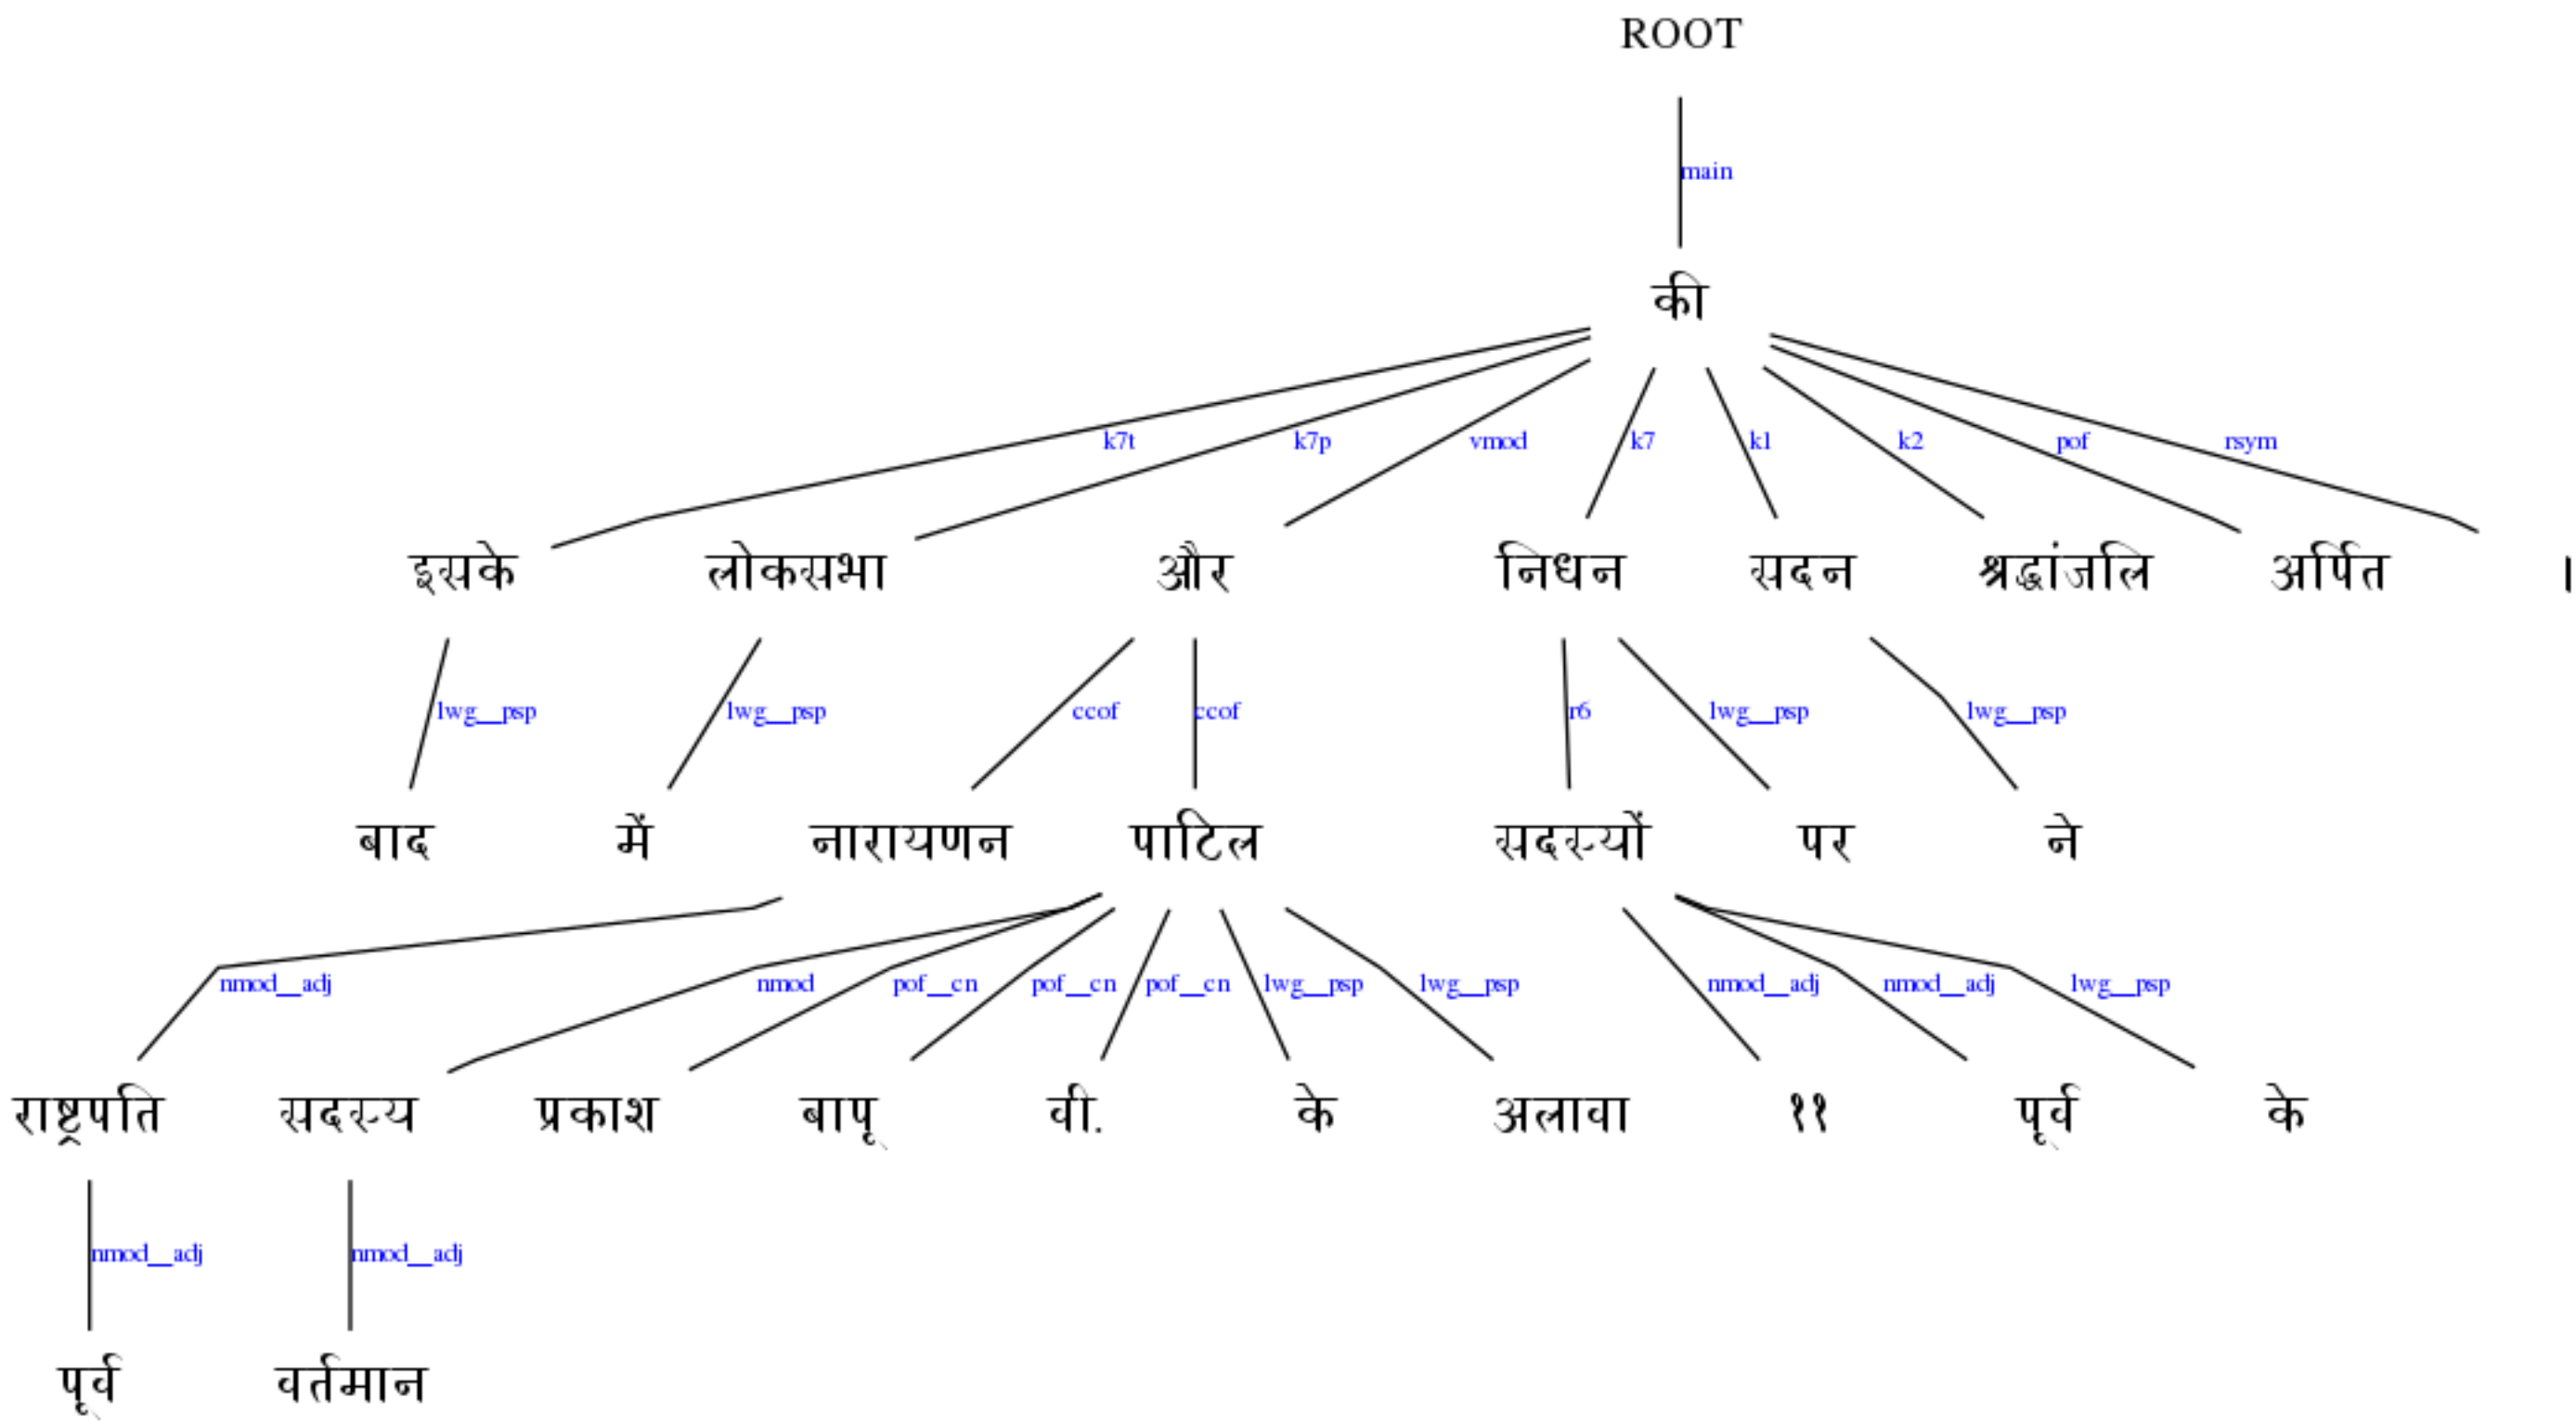 ROOT
main
की
k7t k7p vmod k7 k1 k2 pof rsym
इसके लोकसभा और निधन सदन श्रद्धांजलि अर्पित ।
lwg__psp lwg__psp ccof ccof r6 lwg__psp lwg__psp
बाद में नारायणन पाटिल सदस्यों पर ने
nmod__adj nmod pof__cn pof__cn pof__cn lwg__psp lwg__psp nmod__adj nmod__adj lwg__psp
राष्ट्रपति सदस्य प्रकाश बापू वी. के अलावा ११ पूर्व के
nmod__adj nmod__adj
पूर्व वर्तमान